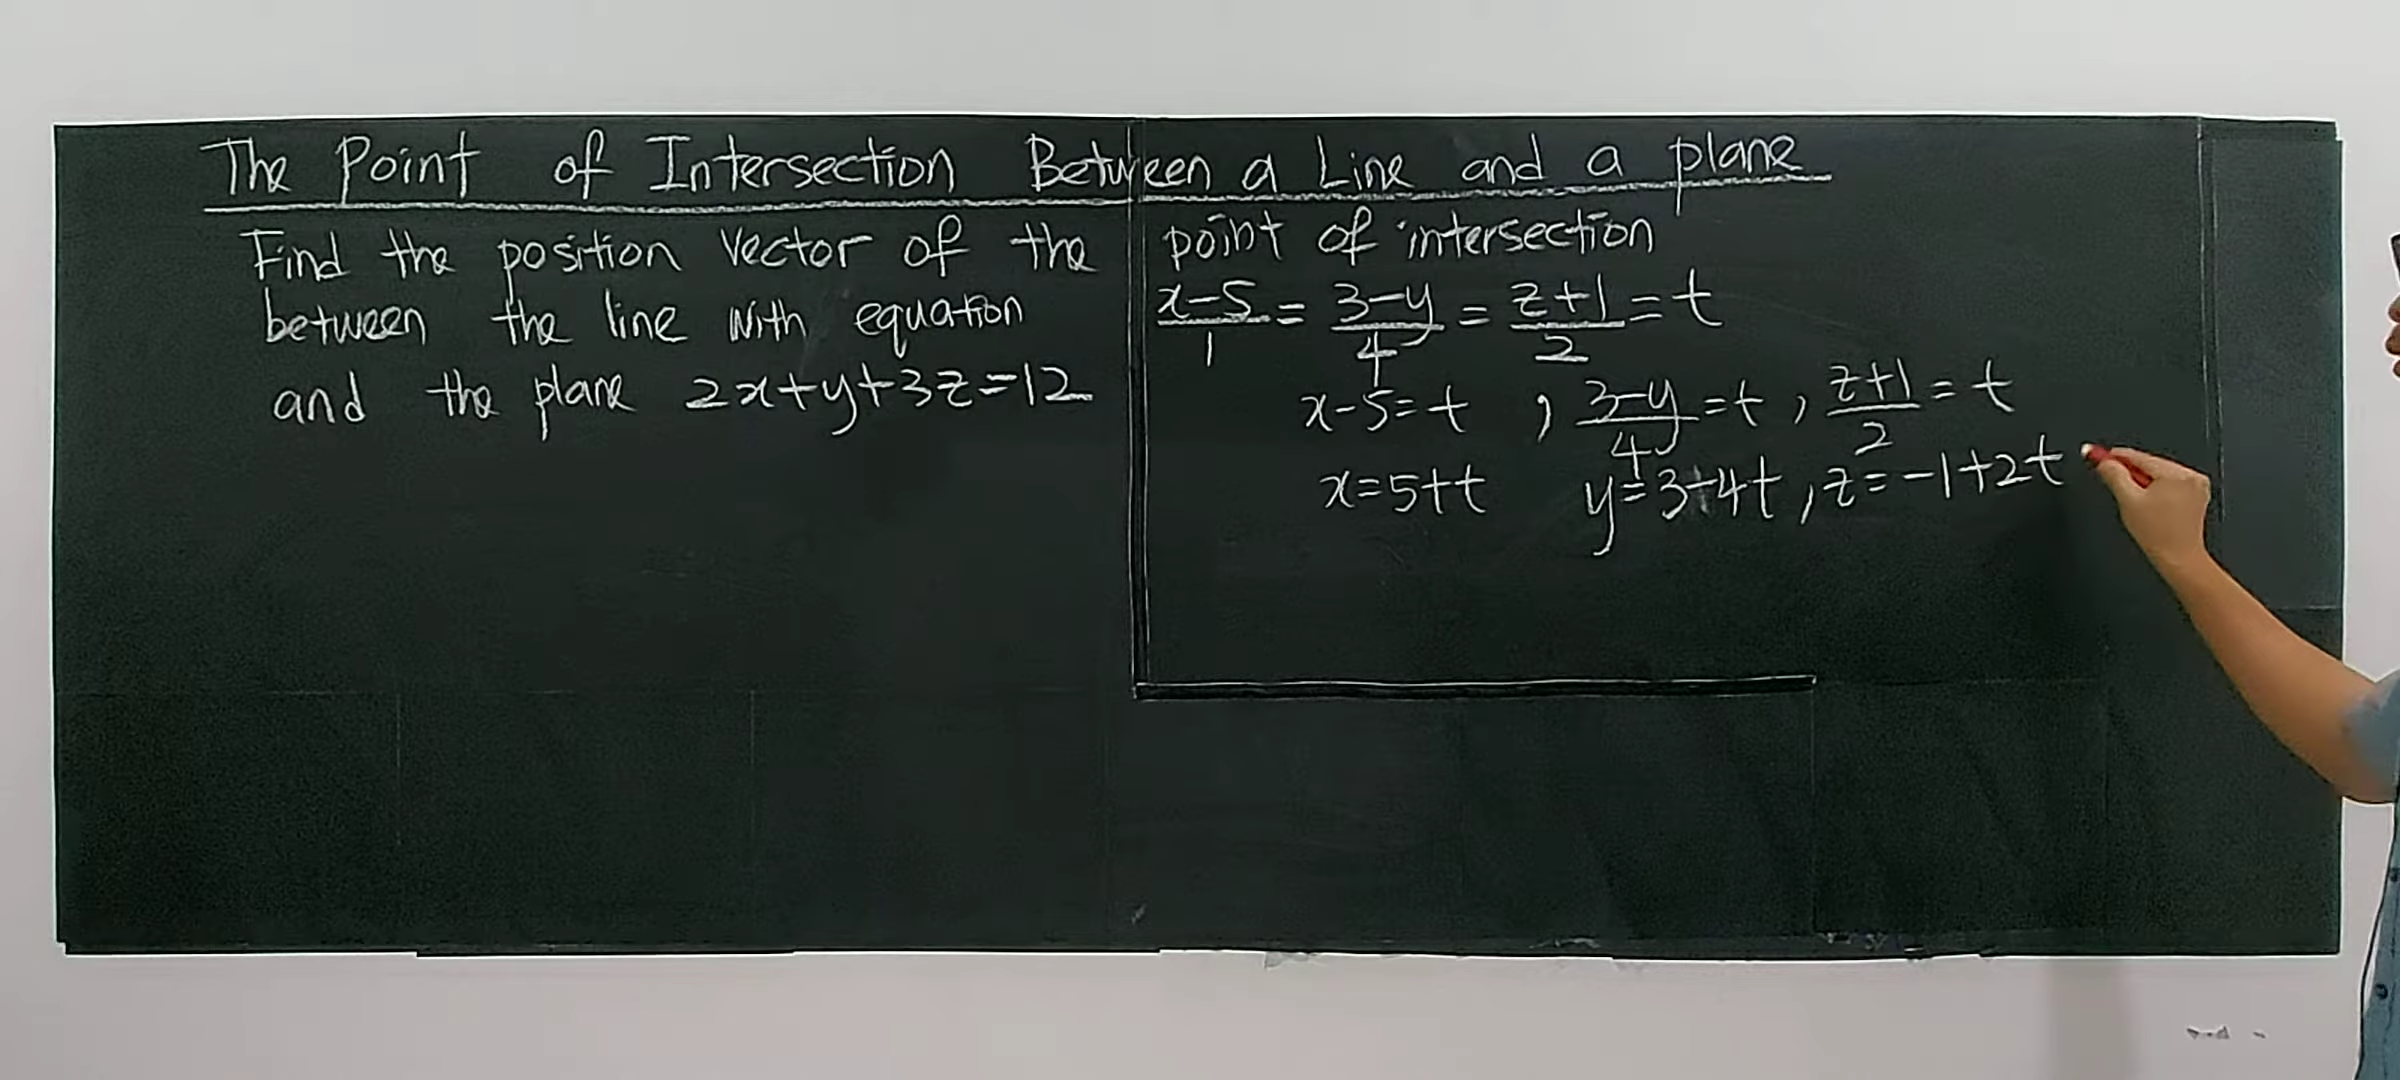 The Point of Intersection Between a Line and a plane
Find the position vector of the point of intersection
between the line with equation x-5/1 = 3-y/4 = z+1/2 = t
and the plane 2x+y+3z=12
x-5=t , 3-y/4=t , z+1/2=t
x=5+t y=3-4t , z=-1+2t